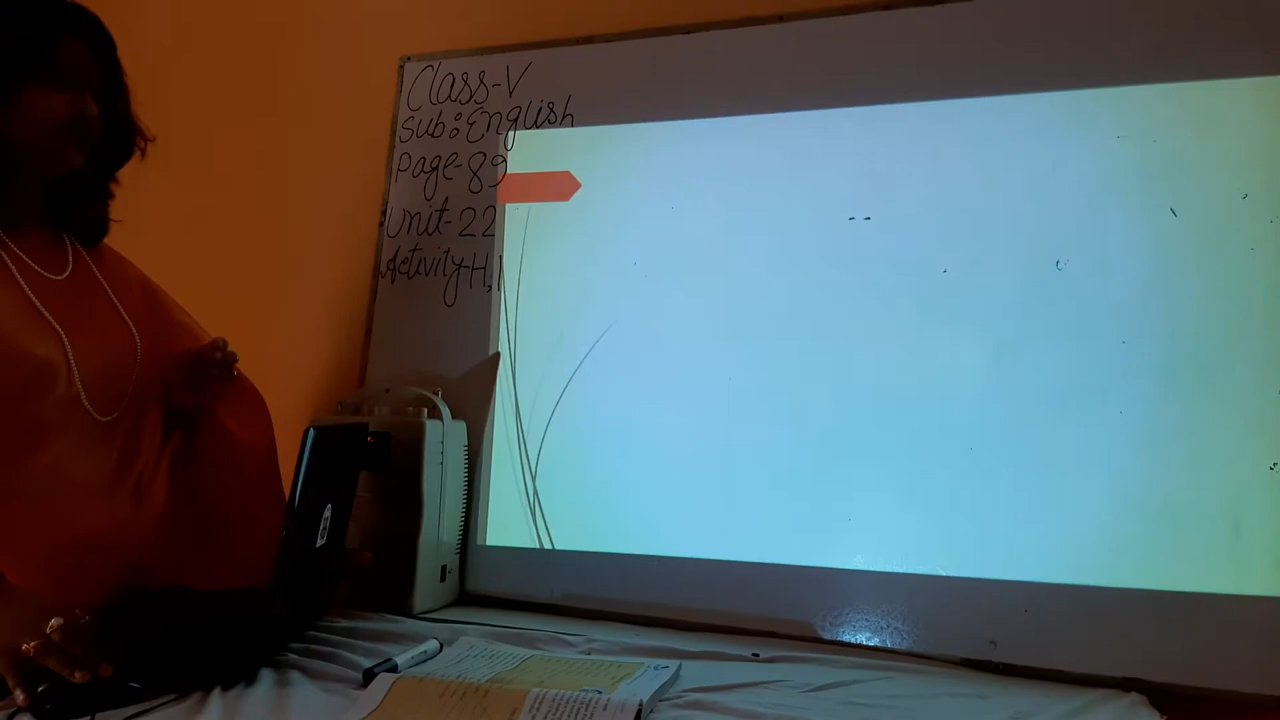 Class-V
Sub: English
Page-89
Unit-22
Activity-H, I